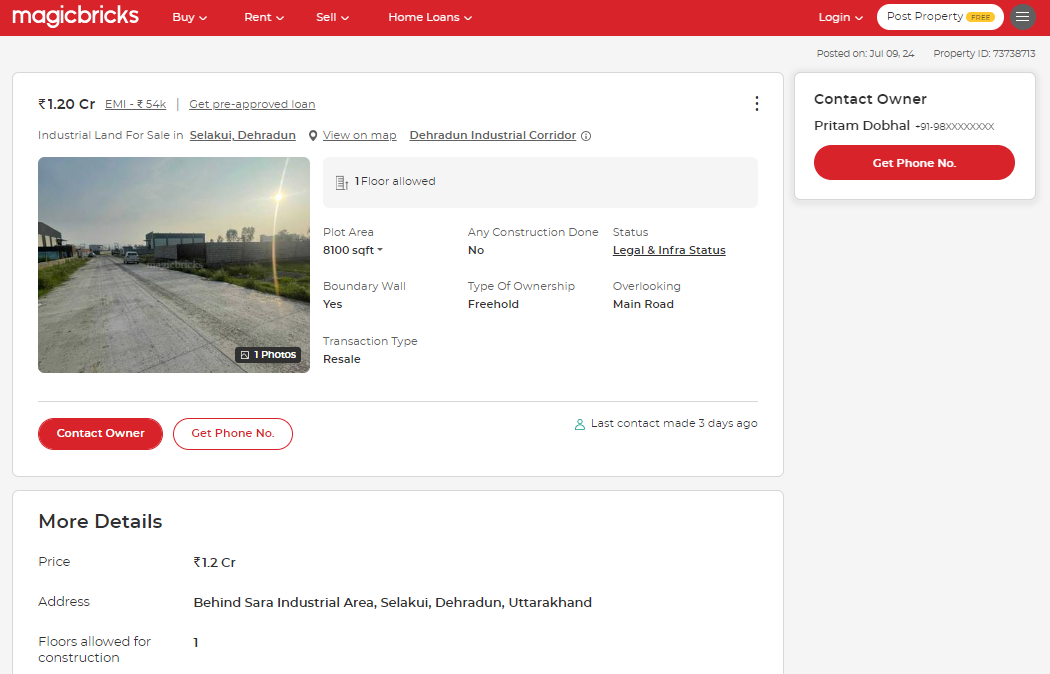 magicbricks Buy Rent Sell Home Loans Login Post Property FREE
Posted on: Jul 09, 24 Property ID: 73738713
₹1.20 Cr EMI - ₹ 54k | Get pre-approved loan
Industrial Land For Sale in Selakui, Dehradun View on map Dehradun Industrial Corridor
1 Floor allowed
Plot Area Any Construction Done Status
8100 sqft No Legal & Infra Status
Boundary Wall Type Of Ownership Overlooking
Yes Freehold Main Road
Transaction Type
Resale
magicbricks
1 Photos
Contact Owner Get Phone No. Last contact made 3 days ago
Contact Owner
Pritam Dobhal +91-98XXXXXXXX
Get Phone No.
More Details
Price ₹1.2 Cr
Address Behind Sara Industrial Area, Selakui, Dehradun, Uttarakhand
Floors allowed for 1
construction